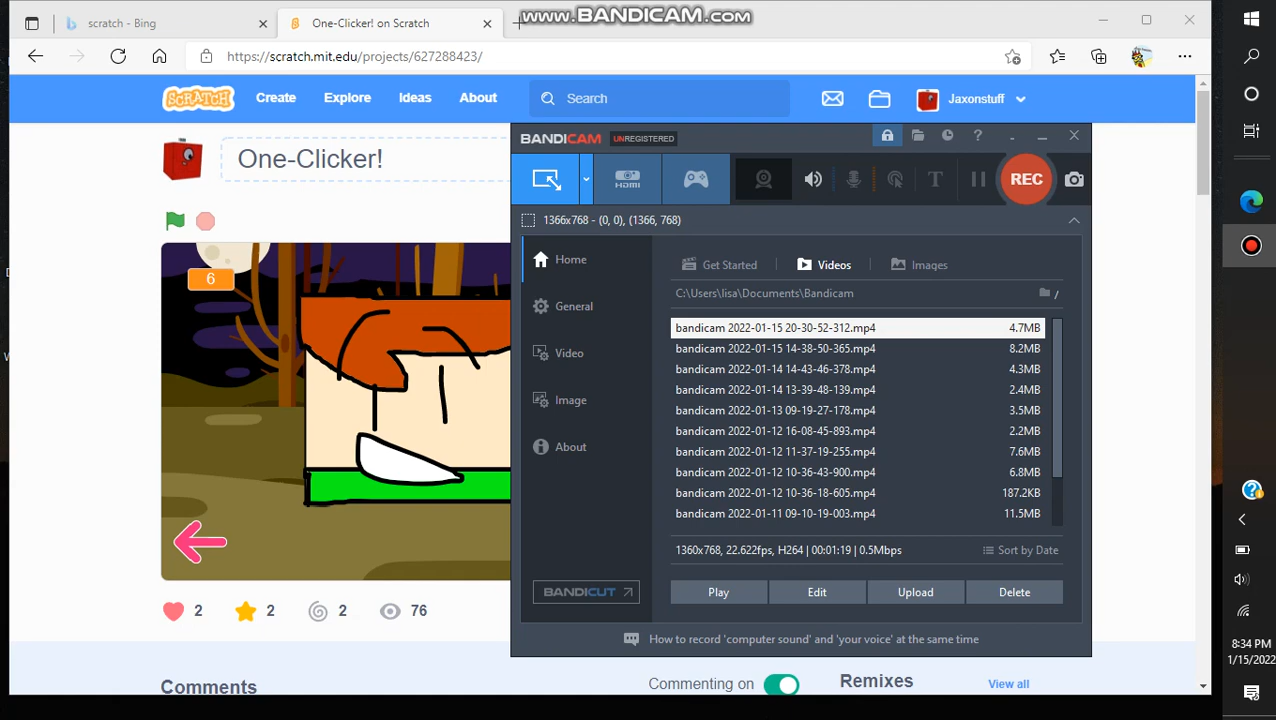 scratch - Bing
One-Clicker! on Scratch
www.BANDICAM.com
https://scratch.mit.edu/projects/627288423/
SCRATCH
Create
Explore
Ideas
About
Search
Jaxonstuff
One-Clicker!
6
2
2
2
76
Comments
Commenting on
Remixes
View all
BANDICAM
UNREGISTERED
HDMI
REC
1366x768 - (0, 0), (1366, 768)
Home
General
Video
Image
About
BANDICUT
Get Started
Videos
Images
C:\Users\lisa\Documents\Bandicam
/
bandicam 2022-01-15 20-30-52-312.mp4 4.7MB
bandicam 2022-01-15 14-38-50-365.mp4 8.2MB
bandicam 2022-01-14 14-43-46-378.mp4 4.3MB
bandicam 2022-01-14 13-39-48-139.mp4 2.4MB
bandicam 2022-01-13 09-19-27-178.mp4 3.5MB
bandicam 2022-01-12 16-08-45-893.mp4 2.2MB
bandicam 2022-01-12 11-37-19-255.mp4 7.6MB
bandicam 2022-01-12 10-36-43-900.mp4 6.8MB
bandicam 2022-01-12 10-36-18-605.mp4 187.2KB
bandicam 2022-01-11 09-10-19-003.mp4 11.5MB
1360x768, 22.622fps, H264 | 00:01:19 | 0.5Mbps
Sort by Date
Play
Edit
Upload
Delete
How to record 'computer sound' and 'your voice' at the same time
8:34 PM
1/15/2022